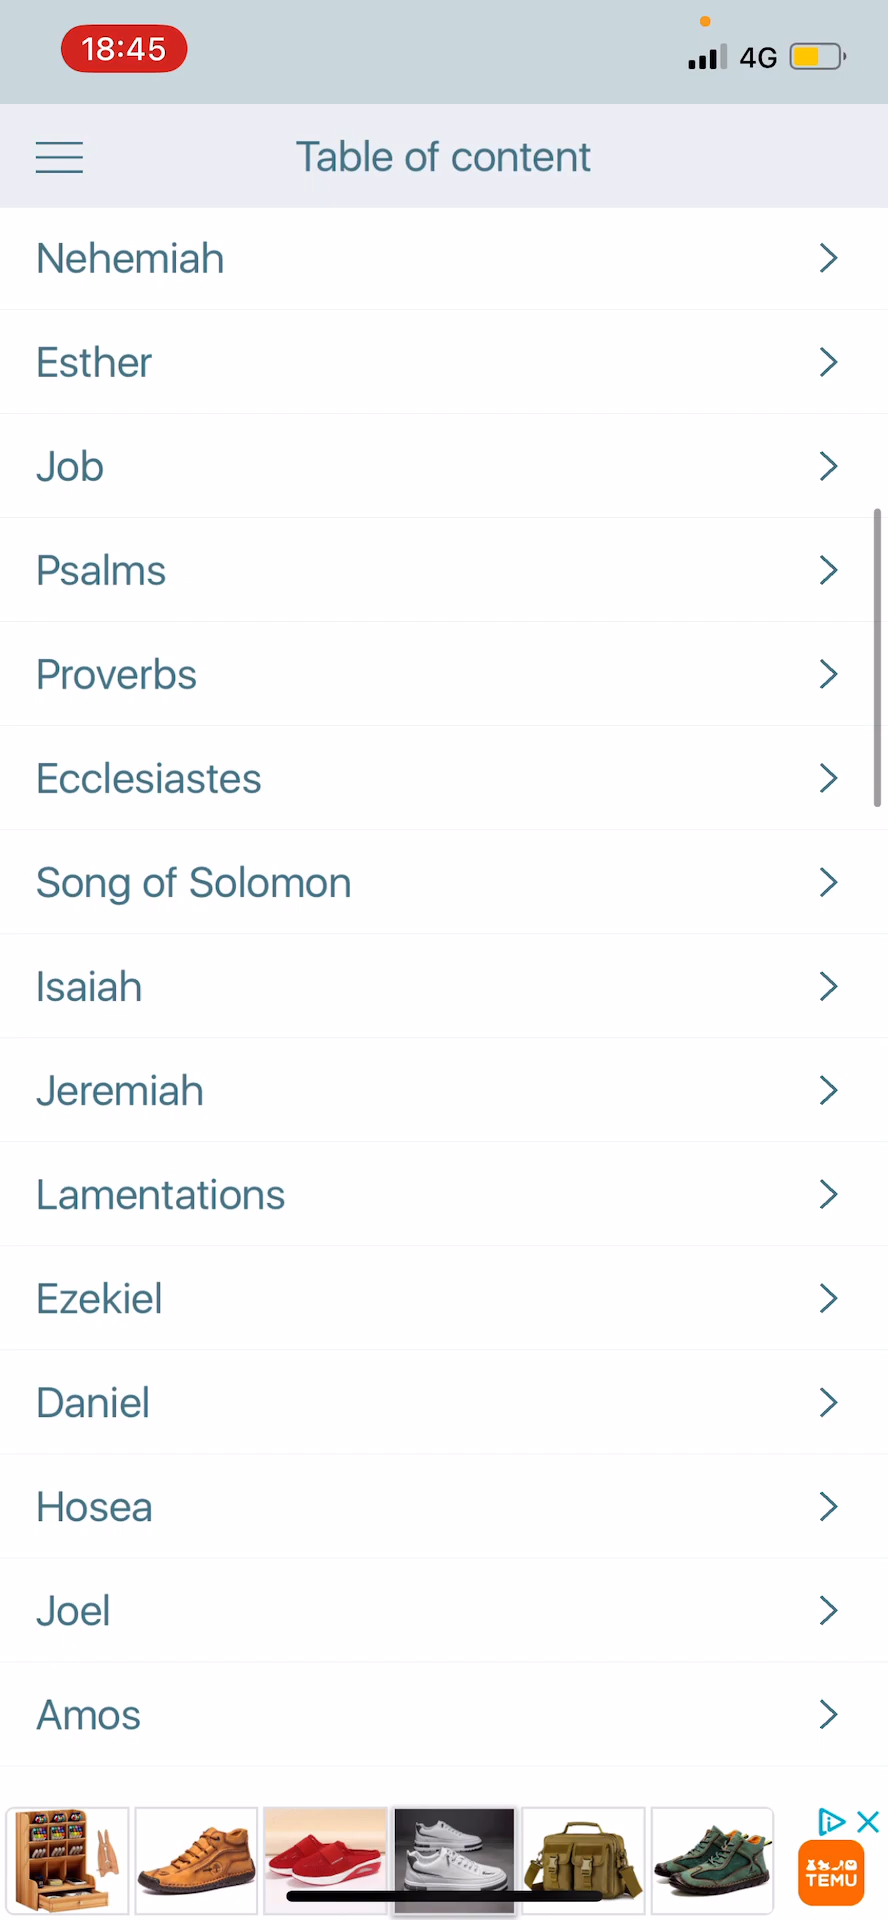 18:45
4G
Table of content
Nehemiah
Esther
Job
Psalms
Proverbs
Ecclesiastes
Song of Solomon
Isaiah
Jeremiah
Lamentations
Ezekiel
Daniel
Hosea
Joel
Amos
TEMU